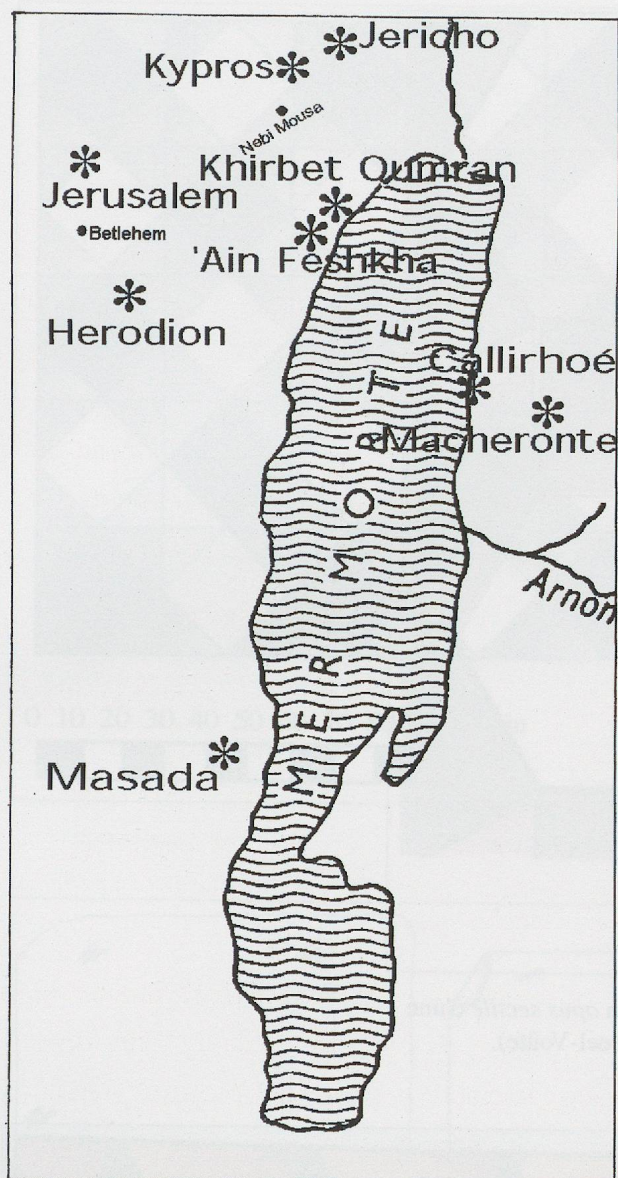 Jericho
Kypros
Nebi Mousa
Khirbet Qumran
Jerusalem
Betlehem
'Ain Feshkha
Herodion
Callirhoé
Macheronte
MER MORTE
Arnon
Masada
0 10 20 30 40